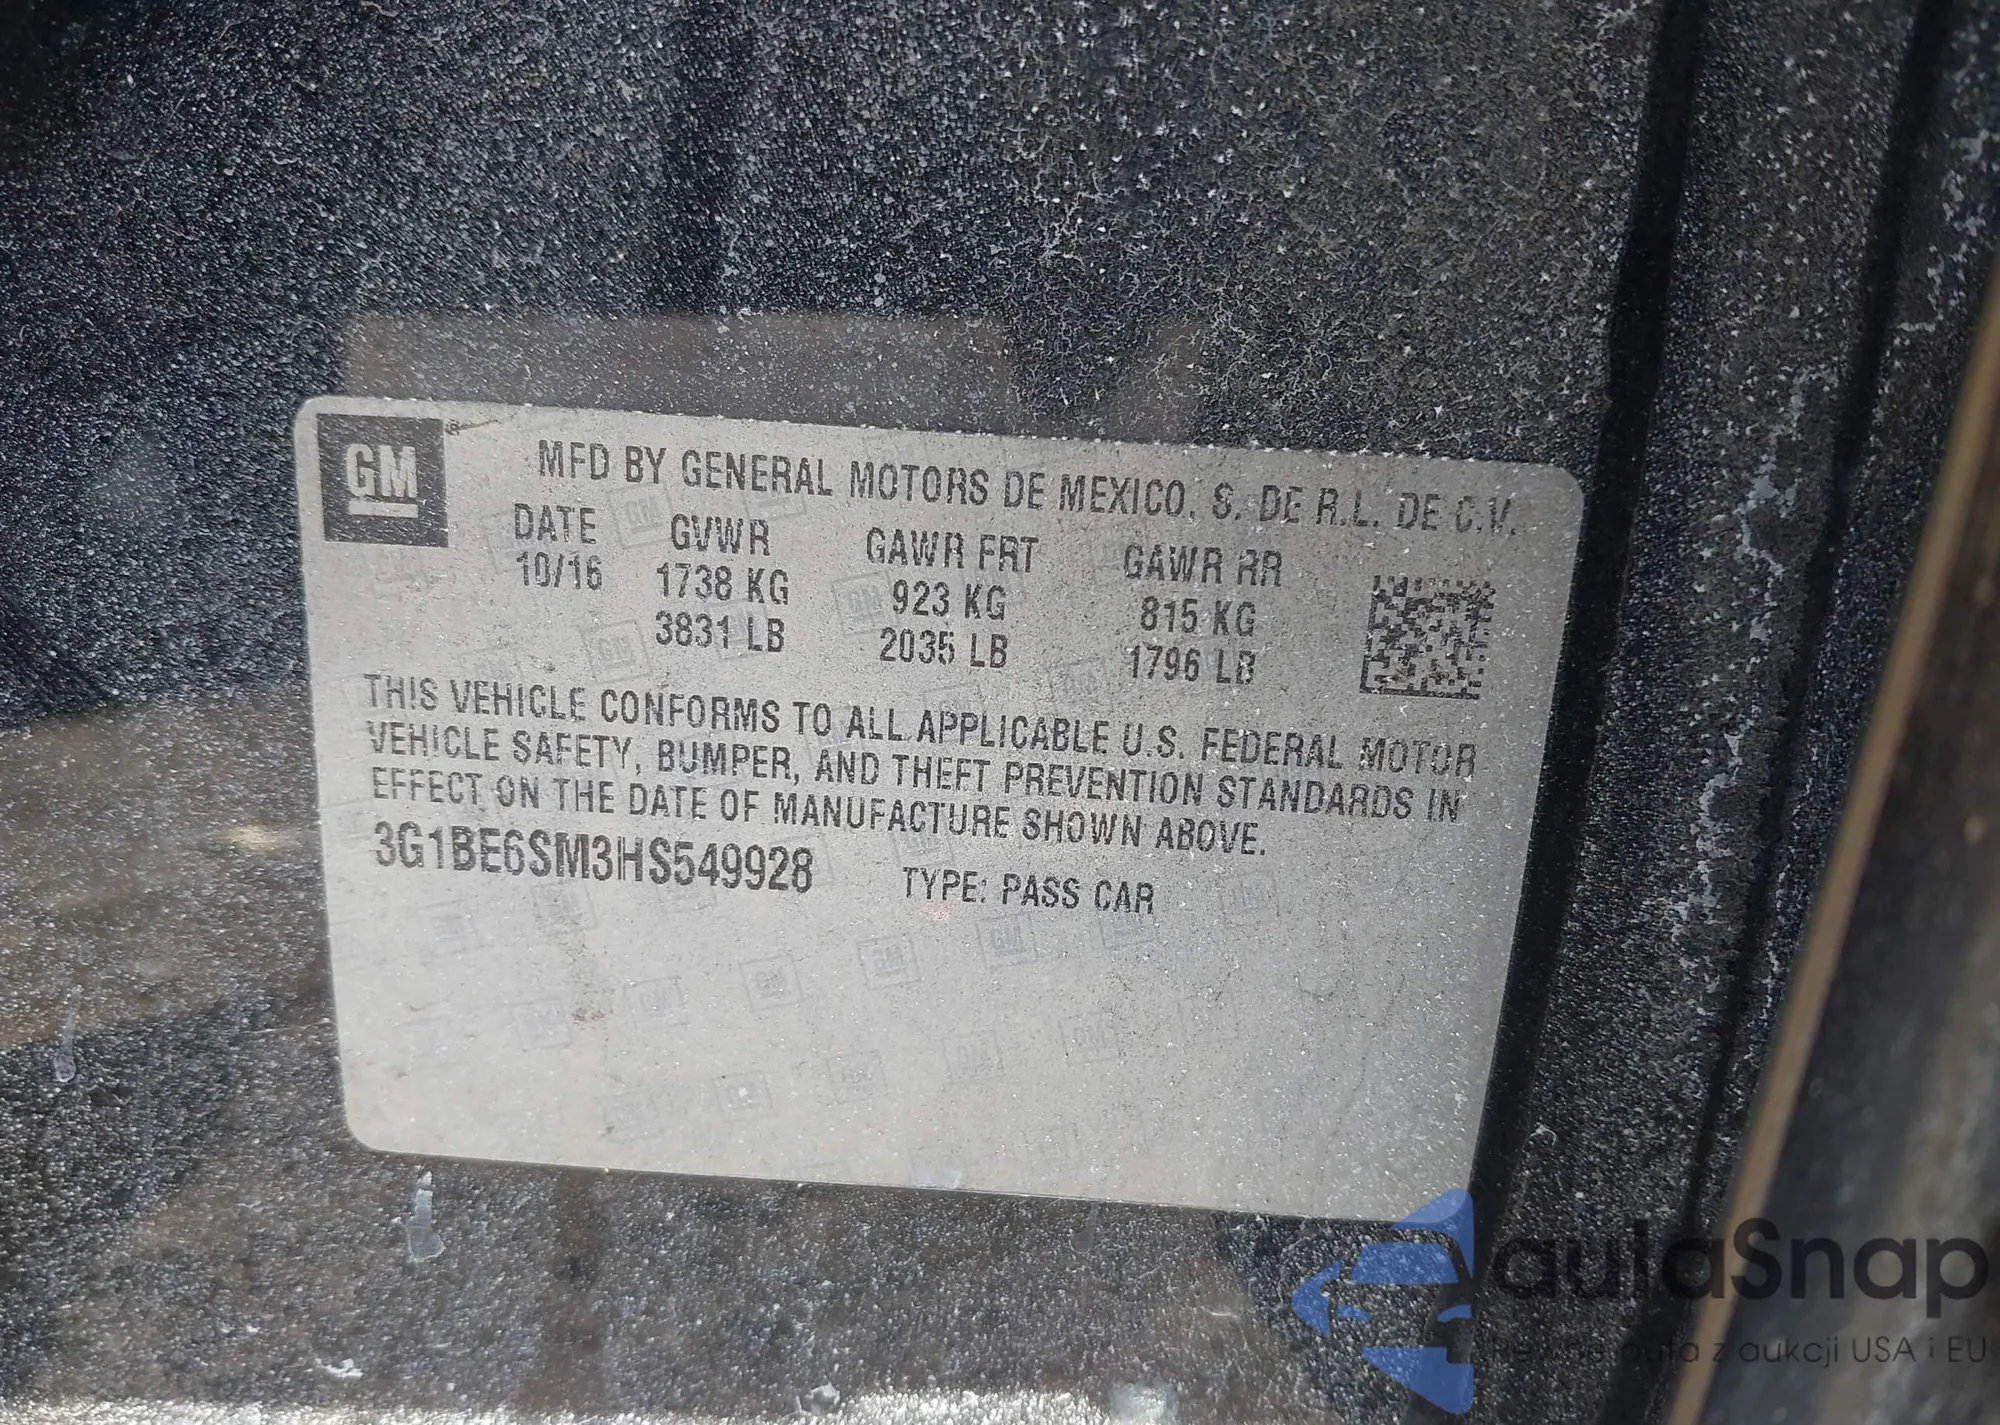 GM
MFD BY GENERAL MOTORS DE MEXICO, S. DE R.L. DE C.V.
DATE GVWR GAWR FRT GAWR RR
10/16 1738 KG 923 KG 815 KG
3831 LB 2035 LB 1796 LB
THIS VEHICLE CONFORMS TO ALL APPLICABLE U.S. FEDERAL MOTOR
VEHICLE SAFETY, BUMPER, AND THEFT PREVENTION STANDARDS IN
EFFECT ON THE DATE OF MANUFACTURE SHOWN ABOVE.
3G1BE6SM3HS549928 TYPE: PASS CAR
aulaSnap
auta z aukcji USA i EU